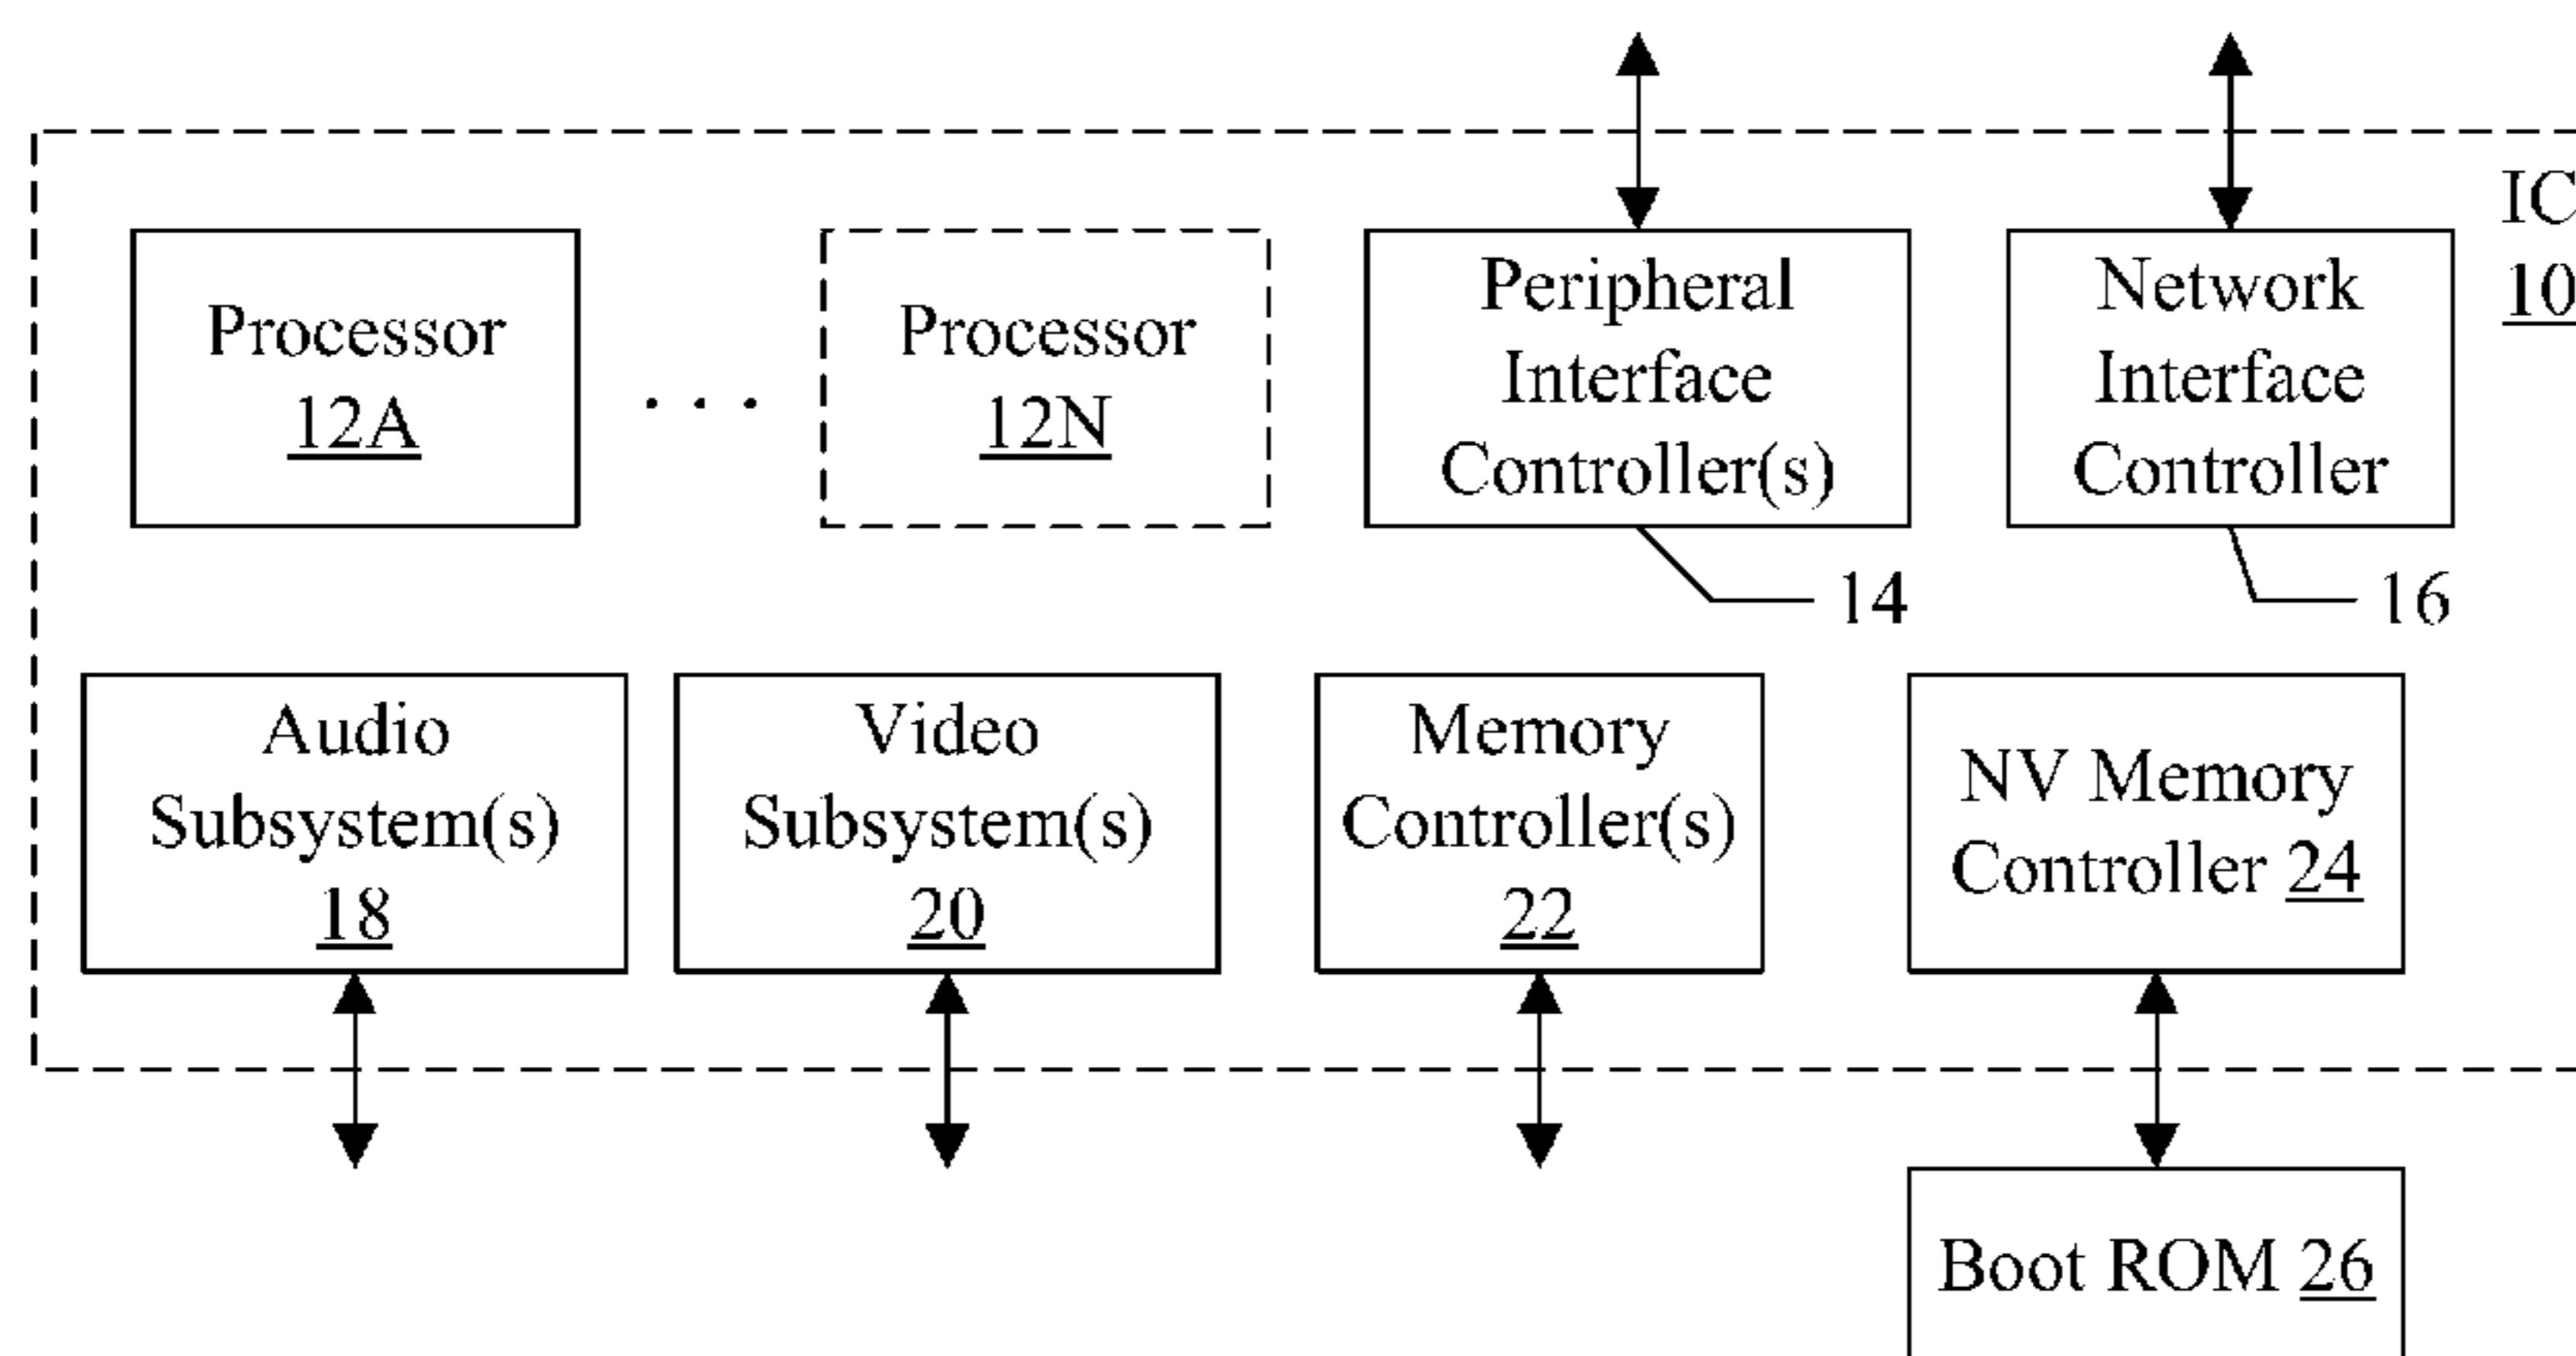 IC
10
Processor
12A
. . .
Processor
12N
Peripheral
Interface
Controller(s)
Network
Interface
Controller
14
16
Audio
Subsystem(s)
18
Video
Subsystem(s)
20
Memory
Controller(s)
22
NV Memory
Controller 24
Boot ROM 26